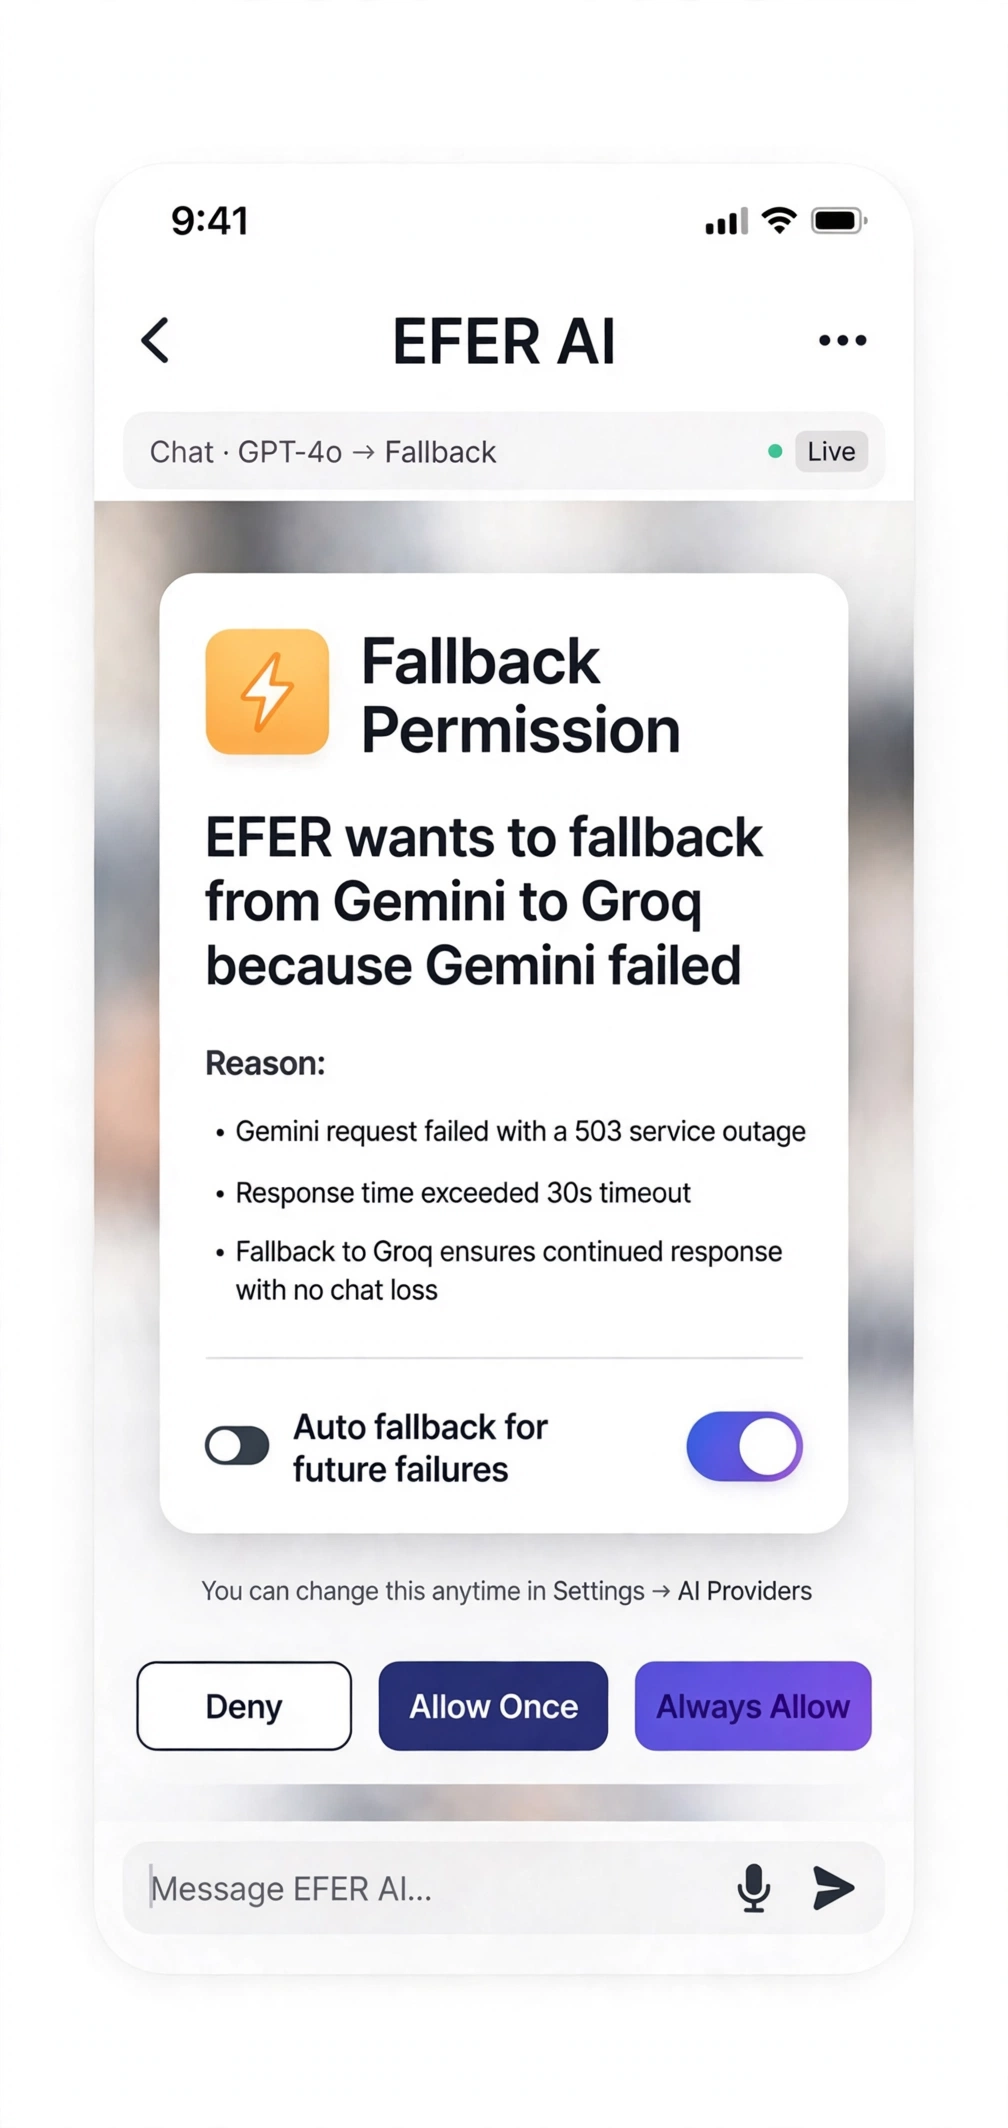 9:41
EFER AI
Chat · GPT-4o → Fallback
Live
Fallback
Permission
EFER wants to fallback
from Gemini to Groq
because Gemini failed
Reason:
• Gemini request failed with a 503 service outage
• Response time exceeded 30s timeout
• Fallback to Groq ensures continued response
with no chat loss
Auto fallback for
future failures
You can change this anytime in Settings → AI Providers
Deny
Allow Once
Always Allow
Message EFER AI...